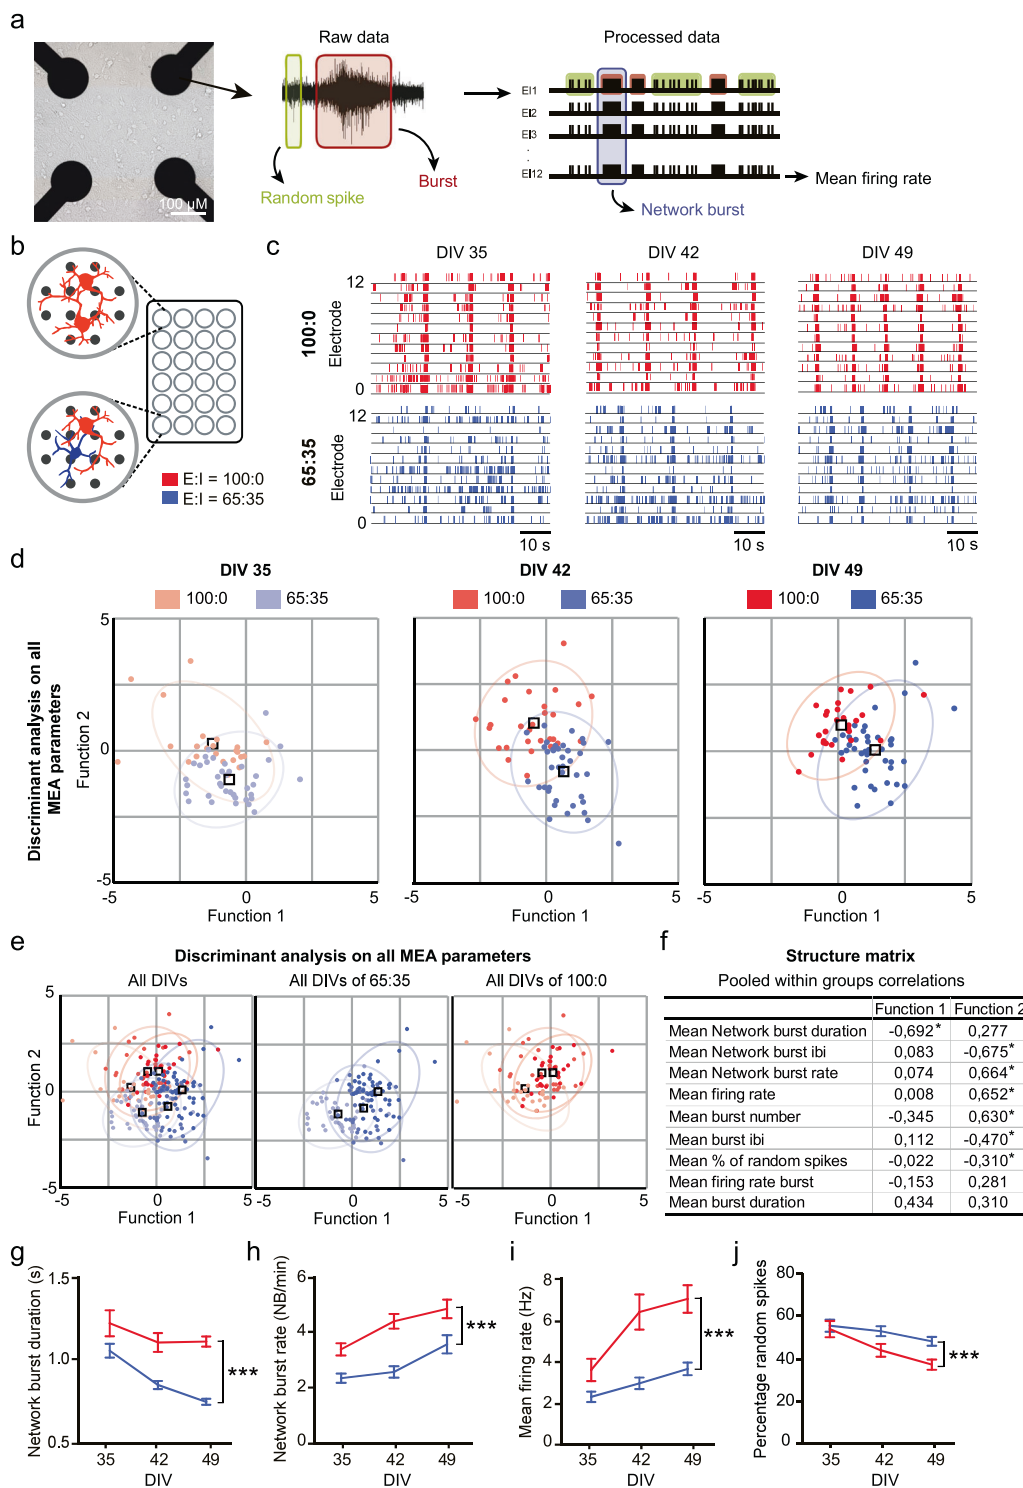 a
Raw data
Processed data
100 µM
Random spike
Burst
El1
El2
El3
.
.
.
El12
Mean firing rate
Network burst
b
E:I = 100:0
E:I = 65:35
c
DIV 35
DIV 42
DIV 49
100:0
Electrode
12
0
65:35
Electrode
12
0
10 s
10 s
10 s
d
DIV 35
DIV 42
DIV 49
100:0
65:35
100:0
65:35
100:0
65:35
Discriminant analysis on all
MEA parameters
Function 2
5
0
-5
-5
0
5
Function 1
-5
0
5
Function 1
-5
0
5
Function 1
e
Discriminant analysis on all MEA parameters
All DIVs
All DIVs of 65:35
All DIVs of 100:0
Function 2
5
0
-5
-5
0
5
0
5
0
5
Function 1
Function 1
Function 1
f
Structure matrix
Pooled within groups correlations
Function 1 Function 2
Mean Network burst duration -0,692* 0,277
Mean Network burst ibi 0,083 -0,675*
Mean Network burst rate 0,074 0,664*
Mean firing rate 0,008 0,652*
Mean burst number -0,345 0,630*
Mean burst ibi 0,112 -0,470*
Mean % of random spikes -0,022 -0,310*
Mean firing rate burst -0,153 0,281
Mean burst duration 0,434 0,310
g
Network burst duration (s)
1.5
1.0
0.5
35 42 49
DIV
***
h
Network burst rate (NB/min)
6
4
2
0
35 42 49
DIV
***
i
Mean firing rate (Hz)
8
6
4
2
0
35 42 49
DIV
***
j
Percentage random spikes
80
60
40
20
0
35 42 49
DIV
***